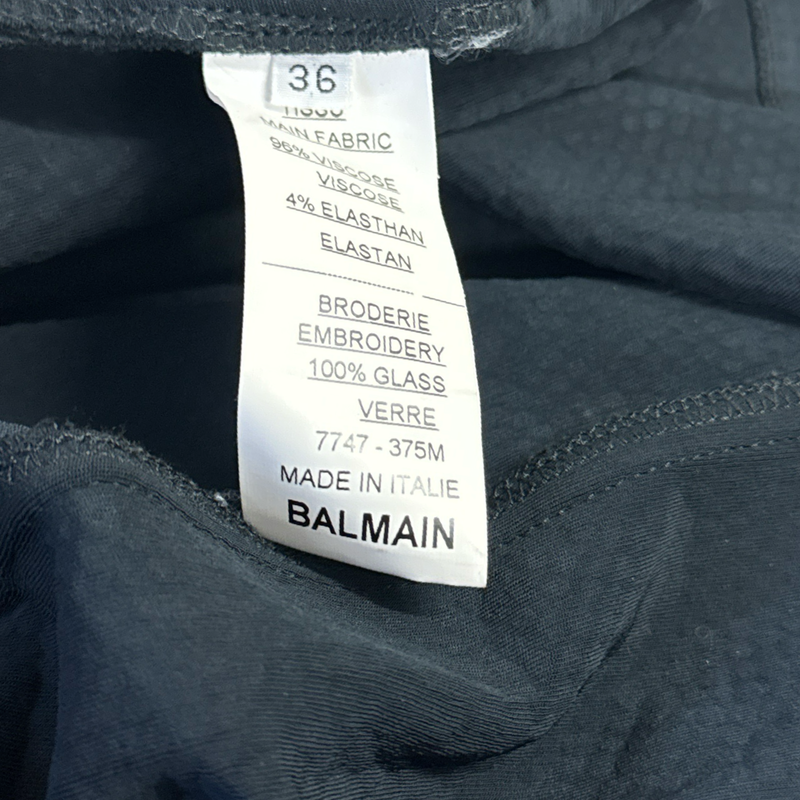 36
MAIN FABRIC
96% VISCOSE
VISCOSE
4% ELASTHAN
ELASTAN
BRODERIE
EMBROIDERY
100% GLASS
VERRE
7747 - 375M
MADE IN ITALIE
BALMAIN